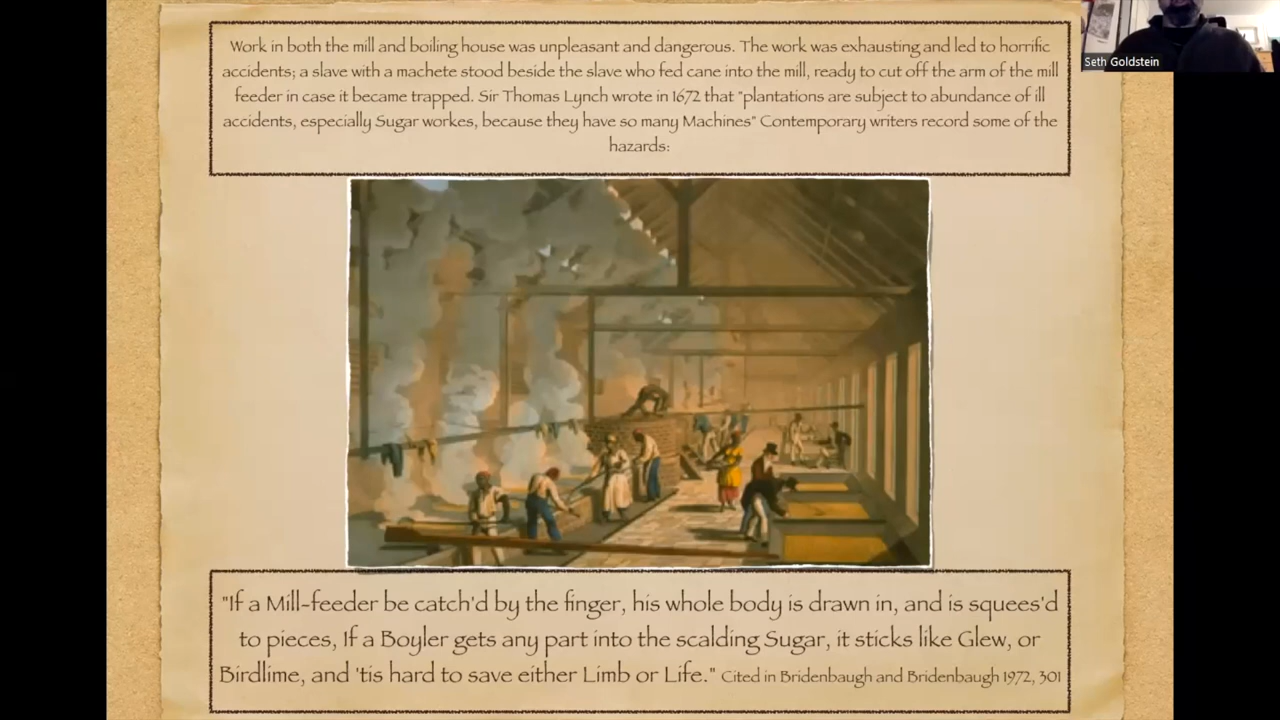 Work in both the mill and boiling house was unpleasant and dangerous. The work was exhausting and led to horrific
accidents; a slave with a machete stood beside the slave who fed cane into the mill, ready to cut off the arm of the mill
feeder in case it became trapped. Sir Thomas Lynch wrote in 1672 that "plantations are subject to abundance of ill
accidents, especially Sugar workes, because they have so many Machines" Contemporary writers record some of the
hazards:
Seth Goldstein
"If a Mill-feeder be catch'd by the finger, his whole body is drawn in, and is squees'd
to pieces, If a Boyler gets any part into the scalding Sugar, it sticks like Glew, or
Birdlime, and 'tis hard to save either Limb or Life." Cited in Bridenbaugh and Bridenbaugh 1972, 301